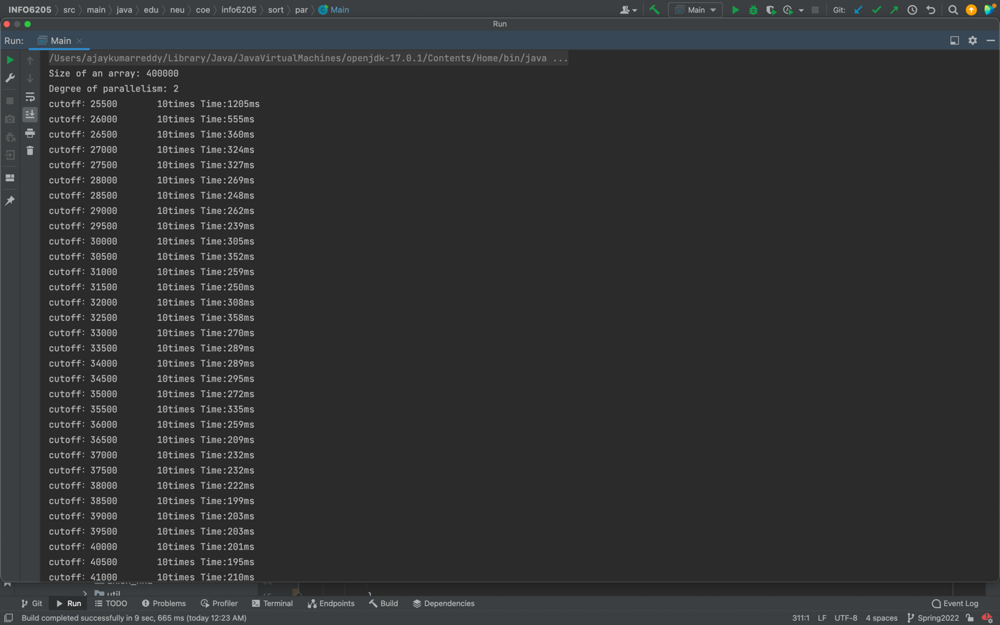 INFO6205 src main java edu neu coe info6205 sort par Main Main Git:
Run
Run: Main
/Users/ajaykumarreddy/Library/Java/JavaVirtualMachines/openjdk-17.0.1/Contents/Home/bin/java ...
Size of an array: 400000
Degree of parallelism: 2
cutoff: 25500 10times Time:1205ms
cutoff: 26000 10times Time:555ms
cutoff: 26500 10times Time:360ms
cutoff: 27000 10times Time:324ms
cutoff: 27500 10times Time:327ms
cutoff: 28000 10times Time:269ms
cutoff: 28500 10times Time:248ms
cutoff: 29000 10times Time:262ms
cutoff: 29500 10times Time:239ms
cutoff: 30000 10times Time:305ms
cutoff: 30500 10times Time:352ms
cutoff: 31000 10times Time:259ms
cutoff: 31500 10times Time:250ms
cutoff: 32000 10times Time:308ms
cutoff: 32500 10times Time:358ms
cutoff: 33000 10times Time:270ms
cutoff: 33500 10times Time:289ms
cutoff: 34000 10times Time:289ms
cutoff: 34500 10times Time:295ms
cutoff: 35000 10times Time:272ms
cutoff: 35500 10times Time:335ms
cutoff: 36000 10times Time:259ms
cutoff: 36500 10times Time:209ms
cutoff: 37000 10times Time:232ms
cutoff: 37500 10times Time:232ms
cutoff: 38000 10times Time:222ms
cutoff: 38500 10times Time:199ms
cutoff: 39000 10times Time:203ms
cutoff: 39500 10times Time:203ms
cutoff: 40000 10times Time:201ms
cutoff: 40500 10times Time:195ms
cutoff: 41000 10times Time:210ms
util
Git Run TODO Problems Profiler Terminal Endpoints Build Dependencies Event Log
Build completed successfully in 9 sec, 665 ms (today 12:23 AM) 311:1 LF UTF-8 4 spaces Spring2022